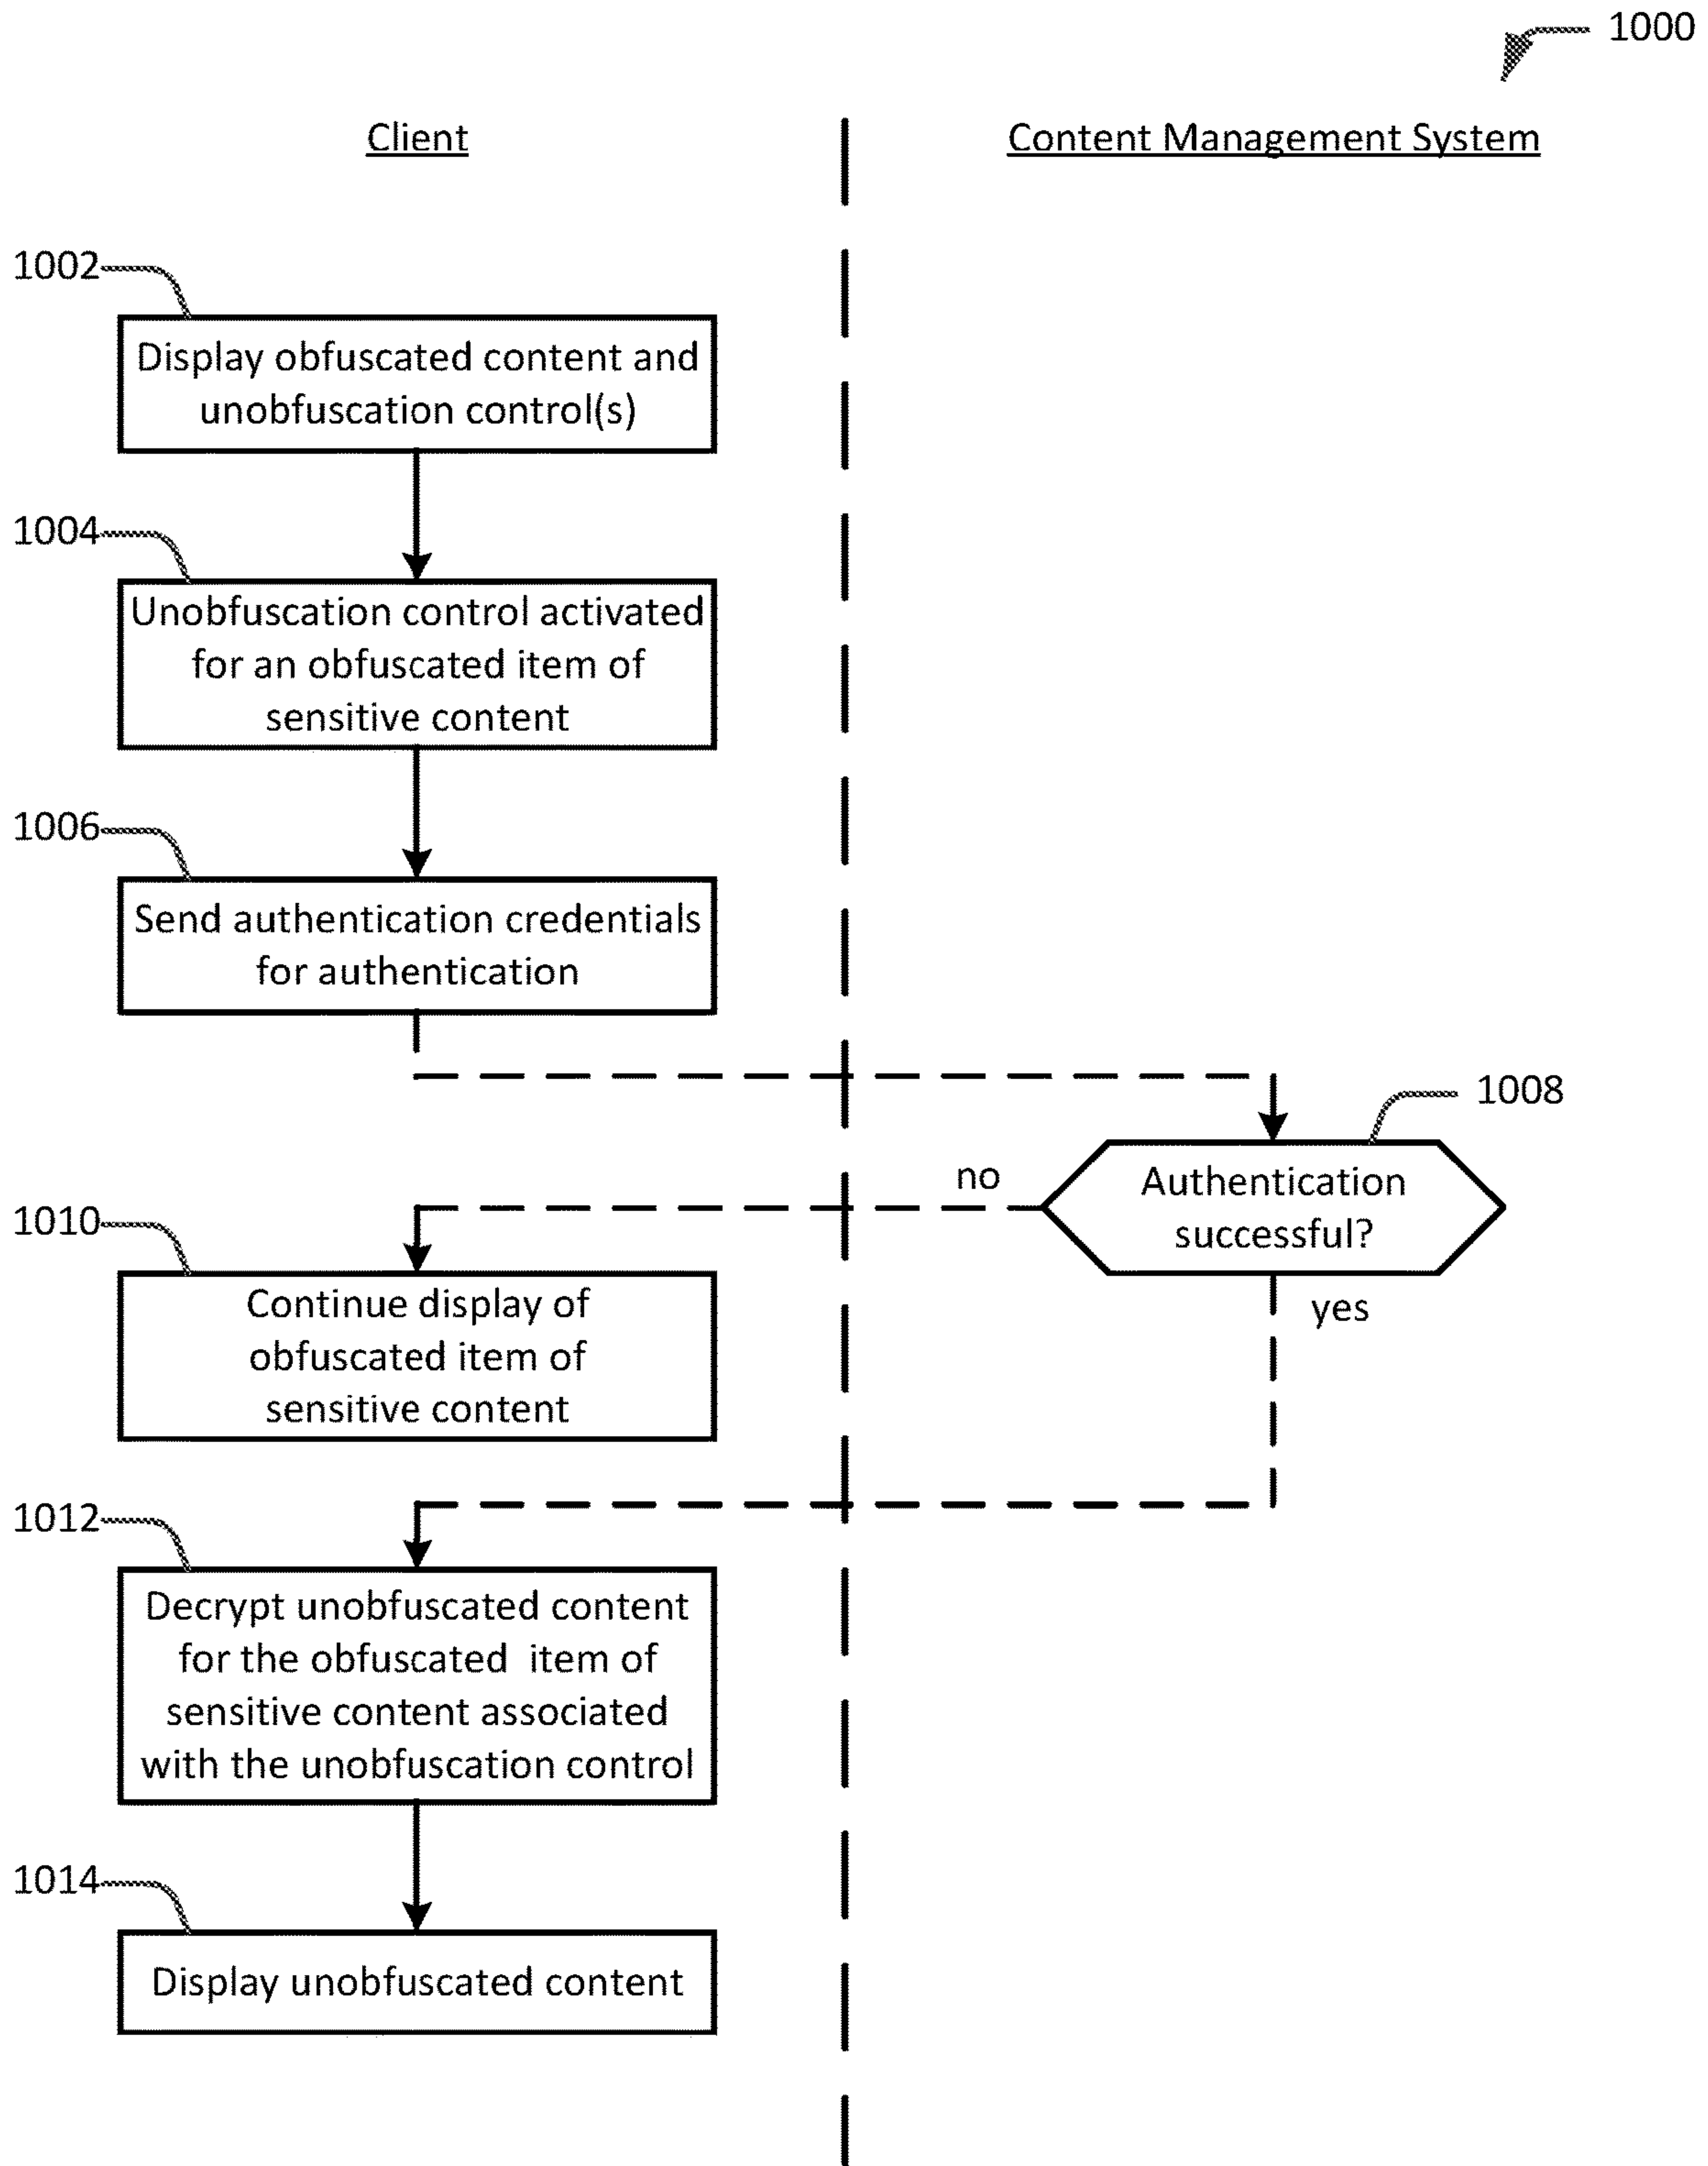 1000
Client
Content Management System
1002
Display obfuscated content and
unobfuscation control(s)
1004
Unobfuscation control activated
for an obfuscated item of
sensitive content
1006
Send authentication credentials
for authentication
1008
Authentication
successful?
no
yes
1010
Continue display of
obfuscated item of
sensitive content
1012
Decrypt unobfuscated content
for the obfuscated item of
sensitive content associated
with the unobfuscation control
1014
Display unobfuscated content